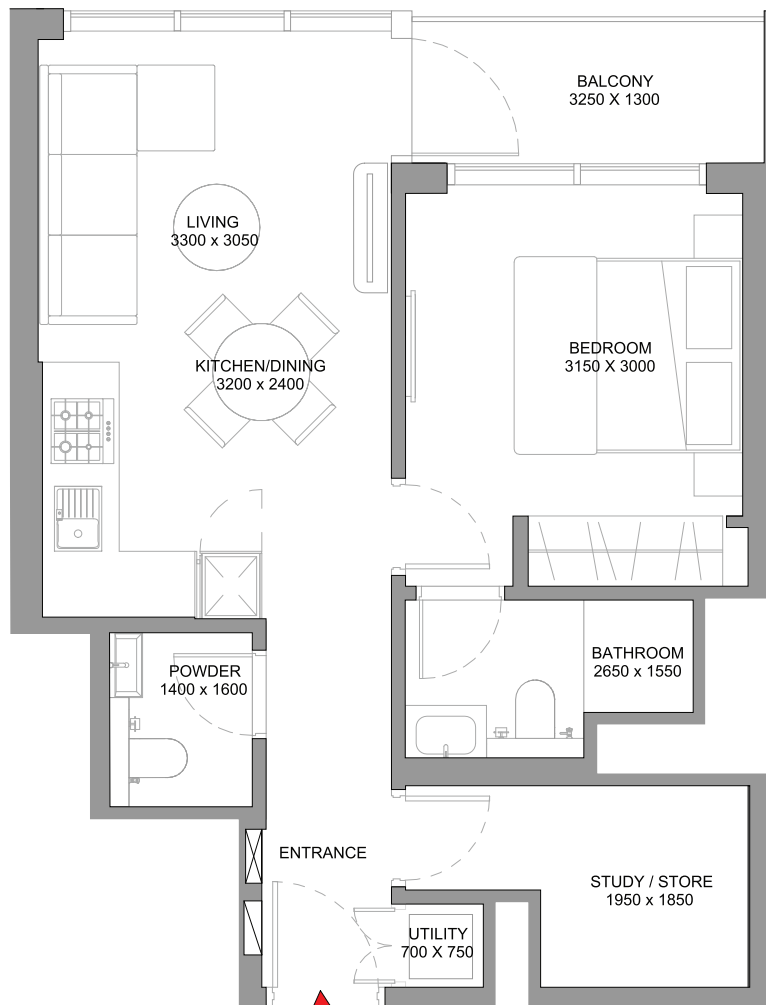 BALCONY
3250 X 1300
LIVING
3300 x 3050
KITCHEN/DINING
3200 x 2400
BEDROOM
3150 X 3000
POWDER
1400 x 1600
BATHROOM
2650 x 1550
ENTRANCE
STUDY / STORE
1950 x 1850
UTILITY
700 X 750